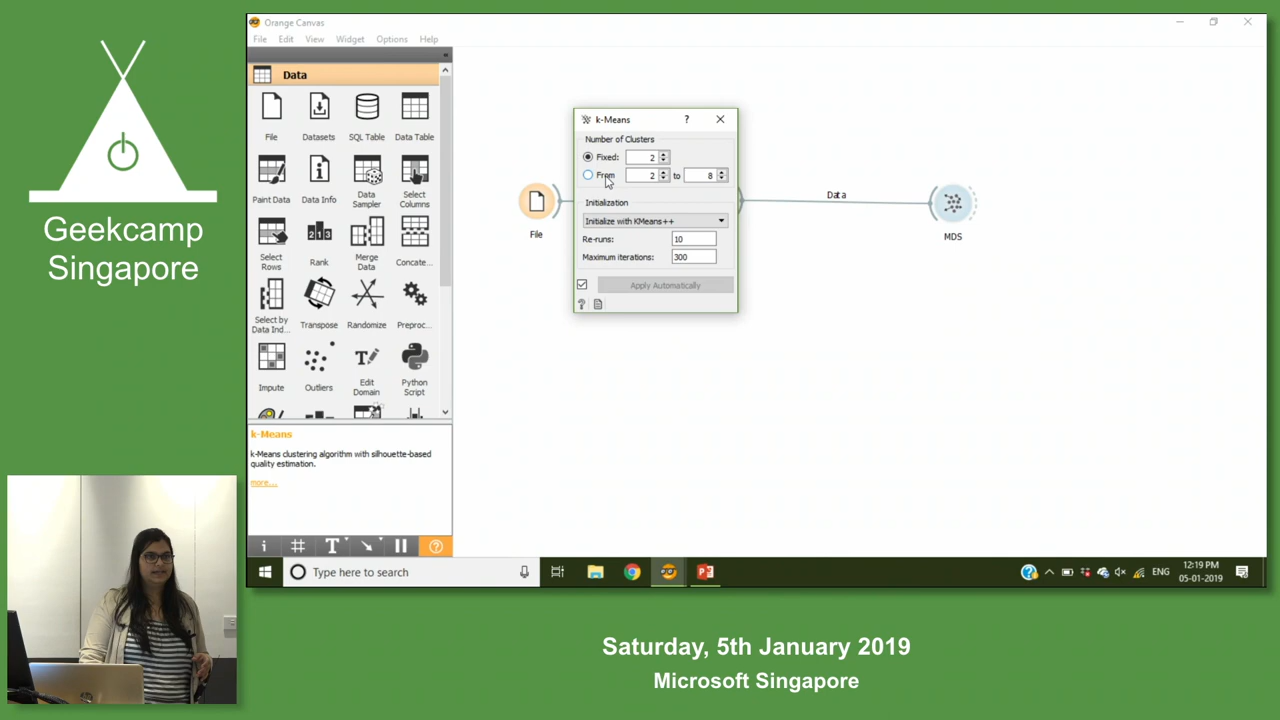 Geekcamp
Singapore
Orange Canvas
File Edit View Widget Options Help
Data
File Datasets SQL Table Data Table
Paint Data Data Info Data Sampler Select Columns
Select Rows Rank Merge Data Concate...
Select by Data Ind... Transpose Randomize Preproc...
Impute Outliers Edit Domain Python Script
k-Means
k-Means clustering algorithm with silhouette-based
quality estimation.
more...
k-Means ?
Number of Clusters
Fixed: 2
From 2 to 8
Initialization
Initialize with KMeans++
Re-runs: 10
Maximum iterations: 300
Apply Automatically
?
File
Data
MDS
Type here to search
ENG
12:19 PM
05-01-2019
Saturday, 5th January 2019
Microsoft Singapore